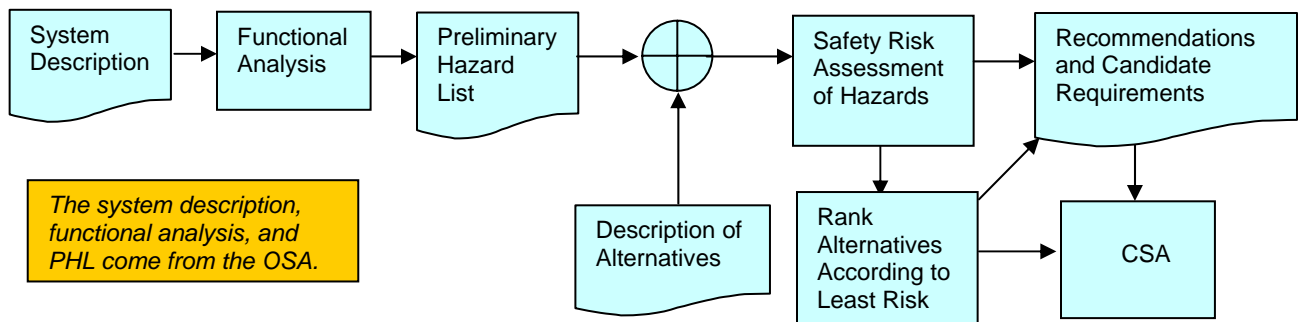 System
Description
Functional
Analysis
Preliminary
Hazard
List
Safety Risk
Assessment
of Hazards
Recommendations
and Candidate
Requirements
The system description,
functional analysis, and
PHL come from the OSA.
Description of
Alternatives
Rank
Alternatives
According to
Least Risk
CSA